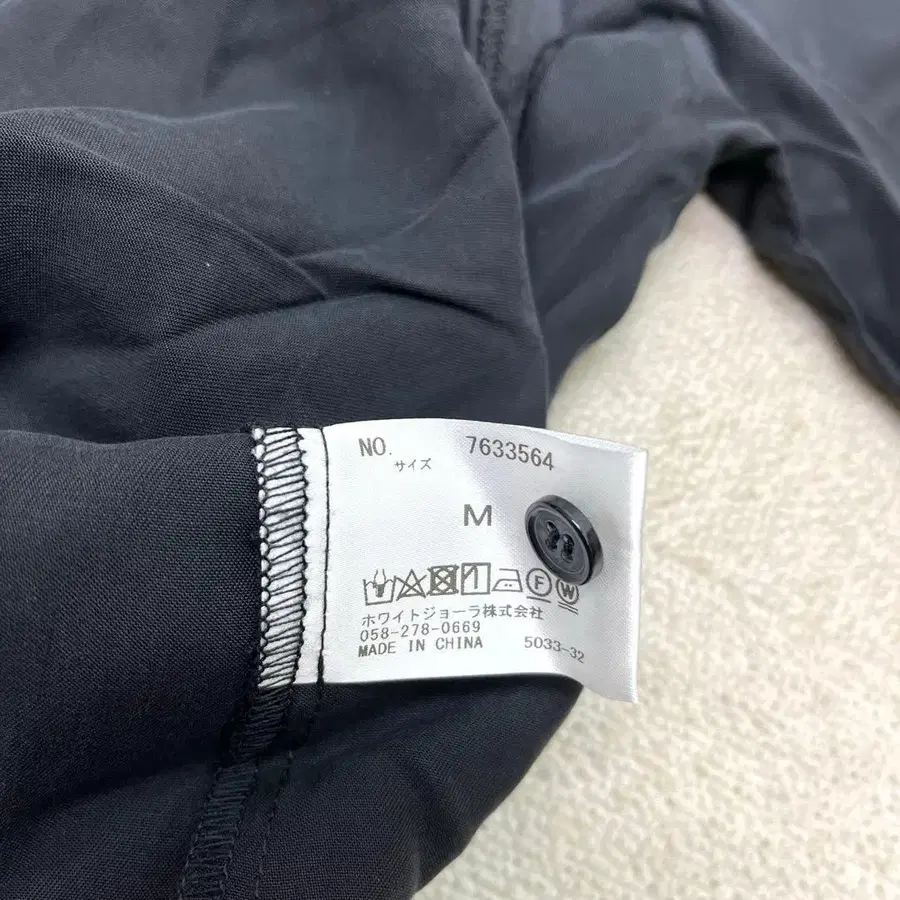 NO. 7633564
サイズ
M
F W
ホワイトジョーラ株式会社
058-278-0669
MADE IN CHINA 5033-32